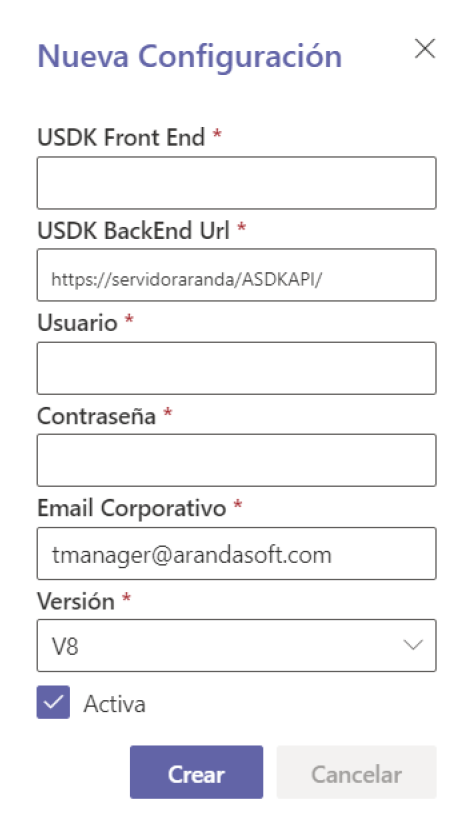 Nueva Configuración
USDK Front End *
USDK BackEnd Url *
https://servidoraranda/ASDKAPI/
Usuario *
Contraseña *
Email Corporativo *
tmanager@arandasoft.com
Versión *
V8
Activa
Crear Cancelar